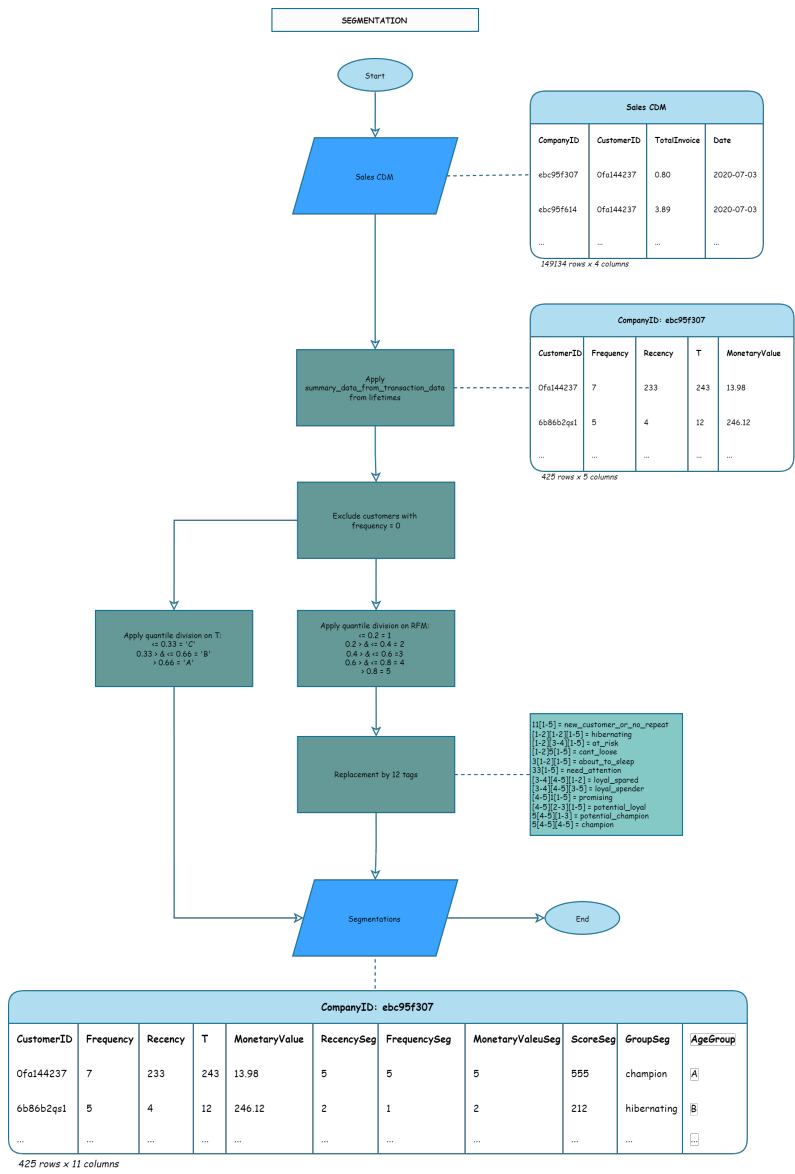 SEGMENTATION
Start
Sales CDM
Sales CDM
CompanyID CustomerID TotalInvoice Date
ebc95f307 0fa144237 0.80 2020-07-03
ebc95f614 0fa144237 3.89 2020-07-03
... ... ... ...
149134 rows x 4 columns
Apply
summary_data_from_transaction_data
from lifetimes
CompanyID: ebc95f307
CustomerID Frequency Recency T MonetaryValue
0fa144237 7 233 243 13.98
6b86b2qs1 5 4 12 246.12
... ... ... ... ...
425 rows x 5 columns
Exclude customers with
frequency = 0
Apply quantile division on T:
<= 0.33 = 'C'
0.33 > & <= 0.66 = 'B'
> 0.66 = 'A'
Apply quantile division on RFM:
<= 0.2 = 1
0.2 > & <= 0.4 = 2
0.4 > & <= 0.6 =3
0.6 > & <= 0.8 = 4
> 0.8 = 5
Replacement by 12 tags
11[1-5] = new_customer_or_no_repeat
[1-2][1-2][1-5] = hibernating
[1-2][3-4][1-5] = at_risk
[1-2]5[1-5] = cant_loose
3[1-2][1-5] = about_to_sleep
33[1-5] = need_attention
[3-4][4-5][1-2] = loyal_spared
[3-4][4-5][3-5] = loyal_spender
[4-5]1[1-5] = promising
[4-5][2-3][1-5] = potential_loyal
5[4-5][1-3] = potential_champion
5[4-5][4-5] = champion
Segmentations
End
CompanyID: ebc95f307
CustomerID Frequency Recency T MonetaryValue RecencySeg FrequencySeg MonetaryValeuSeg ScoreSeg GroupSeg AgeGroup
0fa144237 7 233 243 13.98 5 5 5 555 champion A
6b86b2qs1 5 4 12 246.12 2 1 2 212 hibernating B
... ... ... ... ... ... ... ... ... ... ...
425 rows x 11 columns